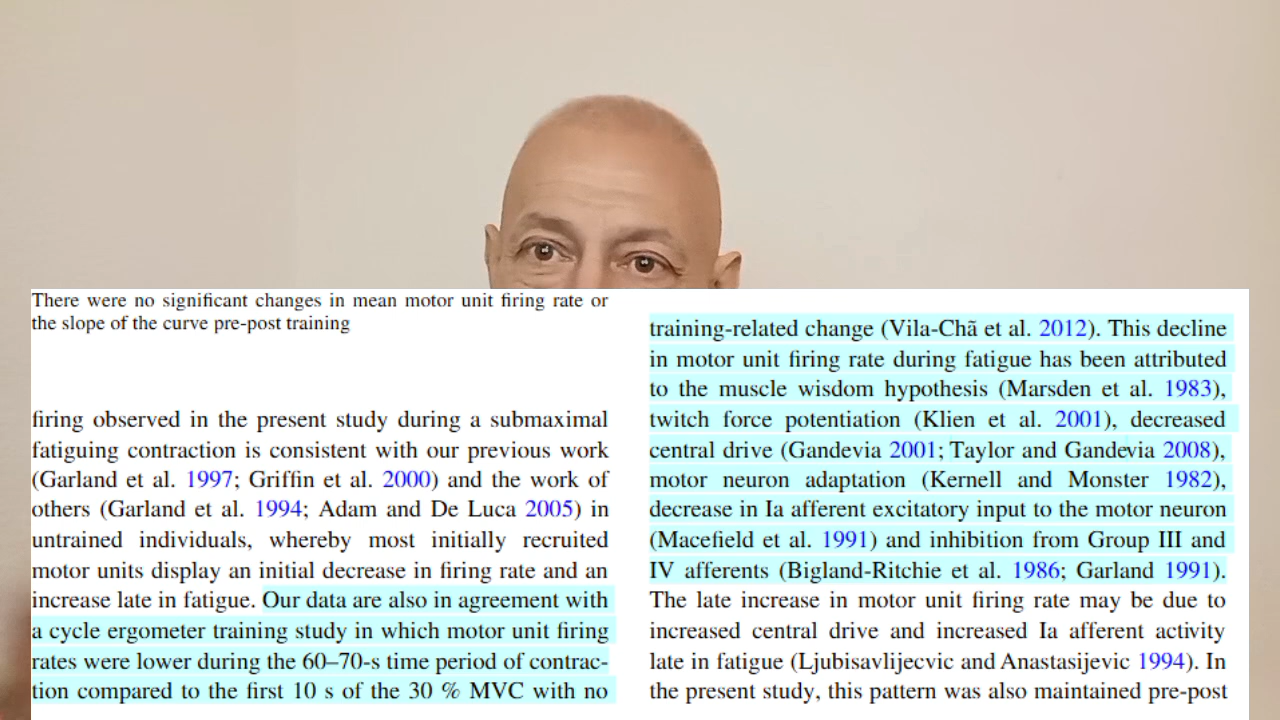 There were no significant changes in mean motor unit firing rate or
the slope of the curve pre-post training
firing observed in the present study during a submaximal
fatiguing contraction is consistent with our previous work
(Garland et al. 1997; Griffin et al. 2000) and the work of
others (Garland et al. 1994; Adam and De Luca 2005) in
untrained individuals, whereby most initially recruited
motor units display an initial decrease in firing rate and an
increase late in fatigue. Our data are also in agreement with
a cycle ergometer training study in which motor unit firing
rates were lower during the 60–70-s time period of contrac-
tion compared to the first 10 s of the 30 % MVC with no
training-related change (Vila-Chã et al. 2012). This decline
in motor unit firing rate during fatigue has been attributed
to the muscle wisdom hypothesis (Marsden et al. 1983),
twitch force potentiation (Klien et al. 2001), decreased
central drive (Gandevia 2001; Taylor and Gandevia 2008),
motor neuron adaptation (Kernell and Monster 1982),
decrease in Ia afferent excitatory input to the motor neuron
(Macefield et al. 1991) and inhibition from Group III and
IV afferents (Bigland-Ritchie et al. 1986; Garland 1991).
The late increase in motor unit firing rate may be due to
increased central drive and increased Ia afferent activity
late in fatigue (Ljubisavlijecvic and Anastasijevic 1994). In
the present study, this pattern was also maintained pre-post